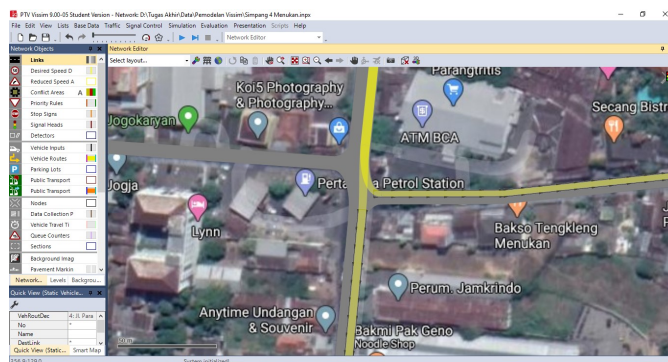 PTV Vissim 9.00-05 Student Version - Network: D:\Tugas Akhir\Data\Pemodelan Vissim\Simpang 4 Menukan.inpx
File Edit View Lists Base Data Traffic Signal Control Simulation Evaluation Presentation Scripts Help
Network Editor
Network Objects
Network Editor
Select layout...
Links
Desired Speed D
Reduced Speed A
Conflict Areas A
Priority Rules
Stop Signs
Signal Heads
Detectors
Vehicle Inputs
Vehicle Routes
Parking Lots
Public Transport
Public Transport
Nodes
Data Collection P
Vehicle Travel Ti
Queue Counters
Sections
Background Imag
Pavement Markin
Network... Levels Backgrou...
Quick View (Static Vehicle...
VehRoutDec 4: Jl. Para
No *
Name
DestLink *
Quick View (Static... Smart Map
System initialized!
Parangtritis
Koi5 Photography
& Photography...
Secang Bistr
Jogokaryan
ATM BCA
Jogja
Perta
a Petrol Station
Lynn
Bakso Tengkleng
Menukan
Perum. Jamkrindo
Anytime Undangan
& Souvenir
Bakmi Pak Geno
Noodle Shop